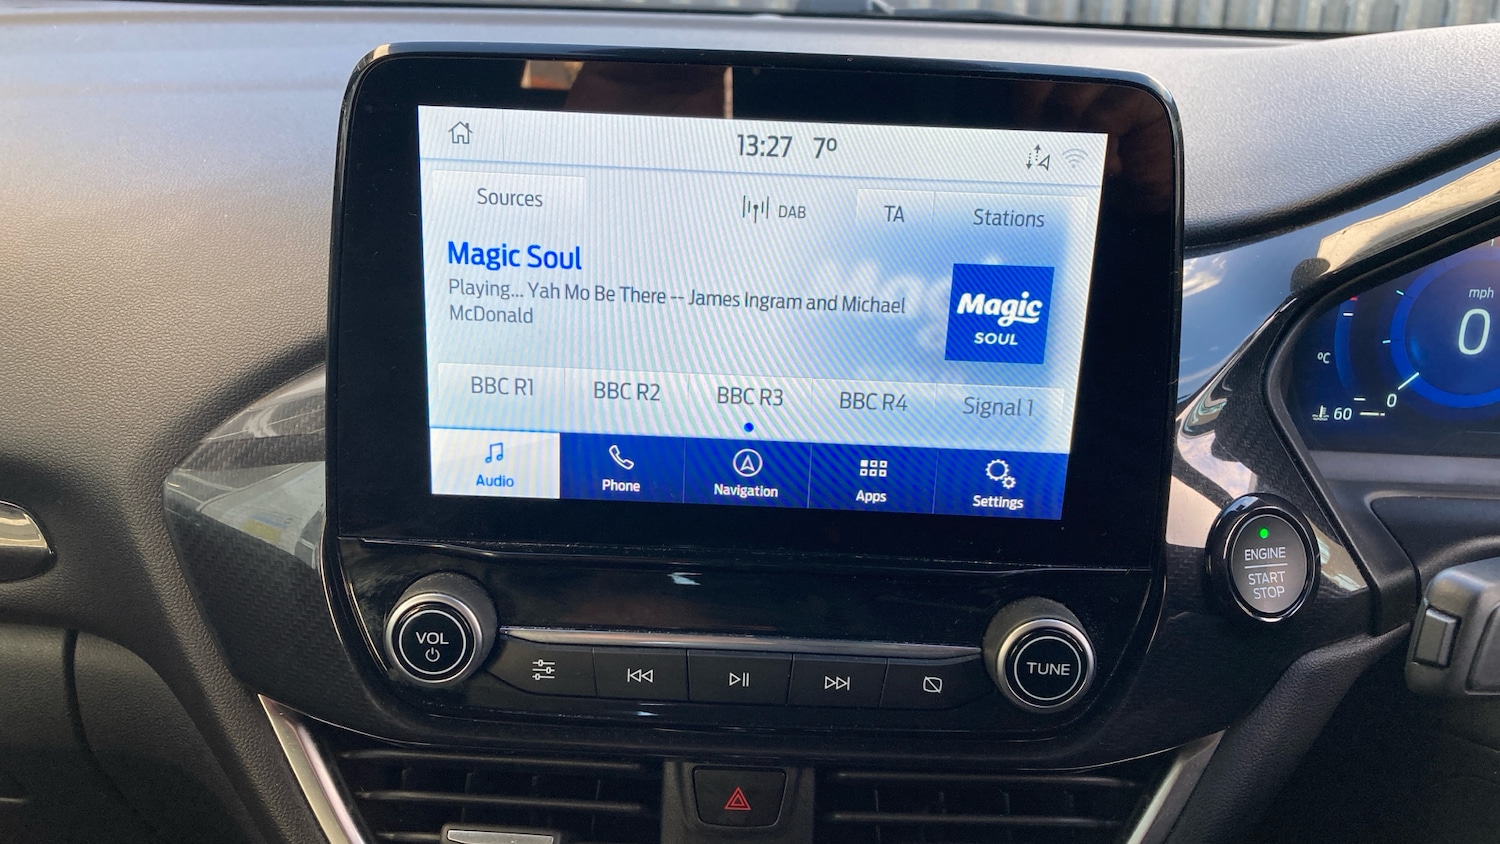 13:27 7º
Sources DAB TA Stations
Magic Soul
Playing... Yah Mo Be There -- James Ingram and Michael
McDonald
Magic
SOUL
BBC R1 BBC R2 BBC R3 BBC R4 Signal 1
Audio Phone Navigation Apps Settings
VOL
TUNE
ENGINE
START
STOP
mph
0
ºC
60
0